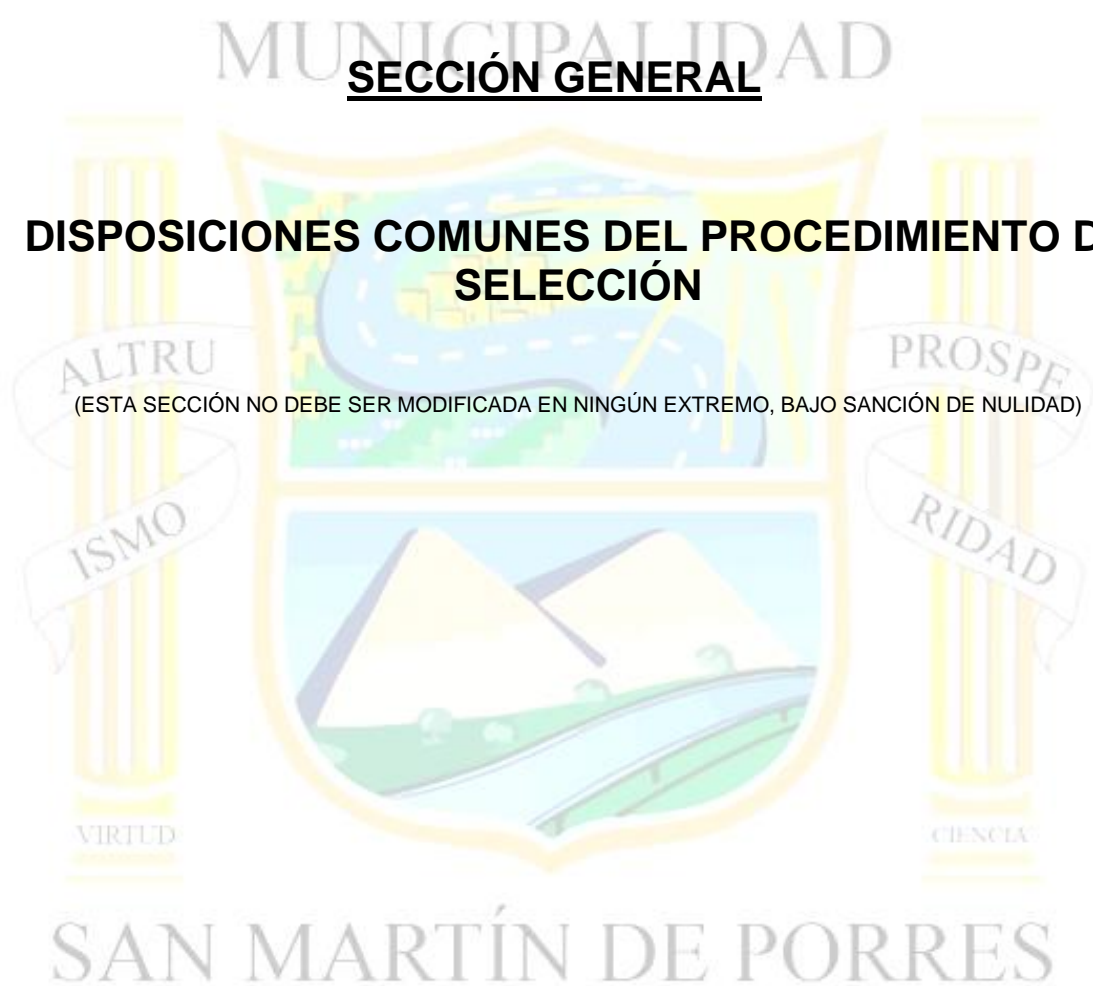 MUNICIPALIDAD
SECCIÓN GENERAL
DISPOSICIONES COMUNES DEL PROCEDIMIENTO D
SELECCIÓN
ALTRU
PROSPE
(ESTA SECCIÓN NO DEBE SER MODIFICADA EN NINGÚN EXTREMO, BAJO SANCIÓN DE NULIDAD)
ISMO
RIDAD
VIRTUD
CIENCIA
SAN MARTÍN DE PORRES